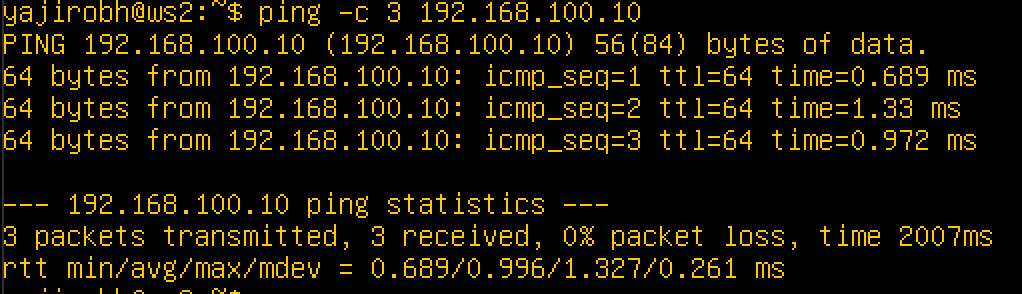 yajirobh@ws2:~$ ping -c 3 192.168.100.10
PING 192.168.100.10 (192.168.100.10) 56(84) bytes of data.
64 bytes from 192.168.100.10: icmp_seq=1 ttl=64 time=0.689 ms
64 bytes from 192.168.100.10: icmp_seq=2 ttl=64 time=1.33 ms
64 bytes from 192.168.100.10: icmp_seq=3 ttl=64 time=0.972 ms
--- 192.168.100.10 ping statistics ---
3 packets transmitted, 3 received, 0% packet loss, time 2007ms
rtt min/avg/max/mdev = 0.689/0.996/1.327/0.261 ms